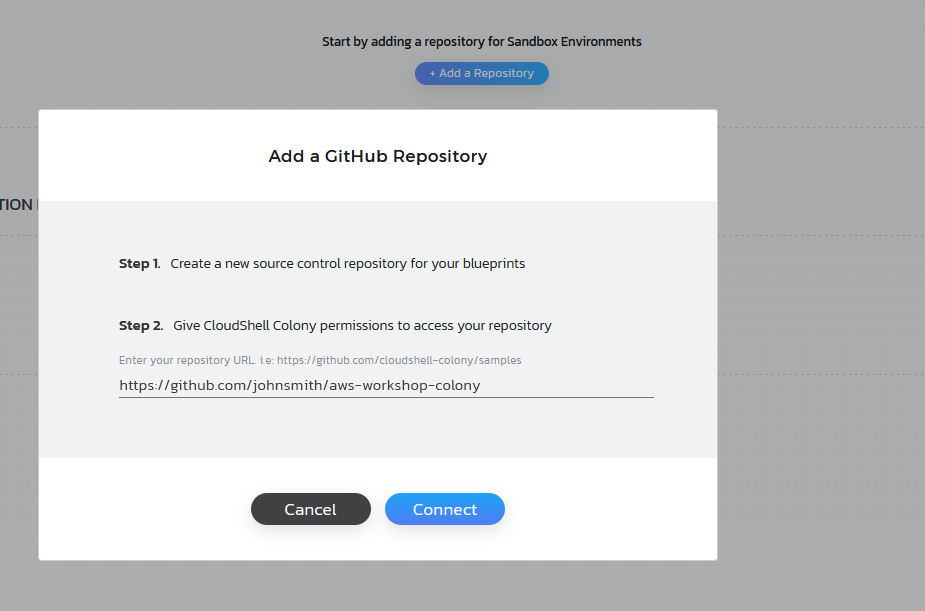 Start by adding a repository for Sandbox Environments
+ Add a Repository
Add a GitHub Repository
TION
Step 1. Create a new source control repository for your blueprints
Step 2. Give CloudShell Colony permissions to access your repository
Enter your repository URL. i.e: https://github.com/cloudshell-colony/samples
https://github.com/johnsmith/aws-workshop-colony
Cancel
Connect